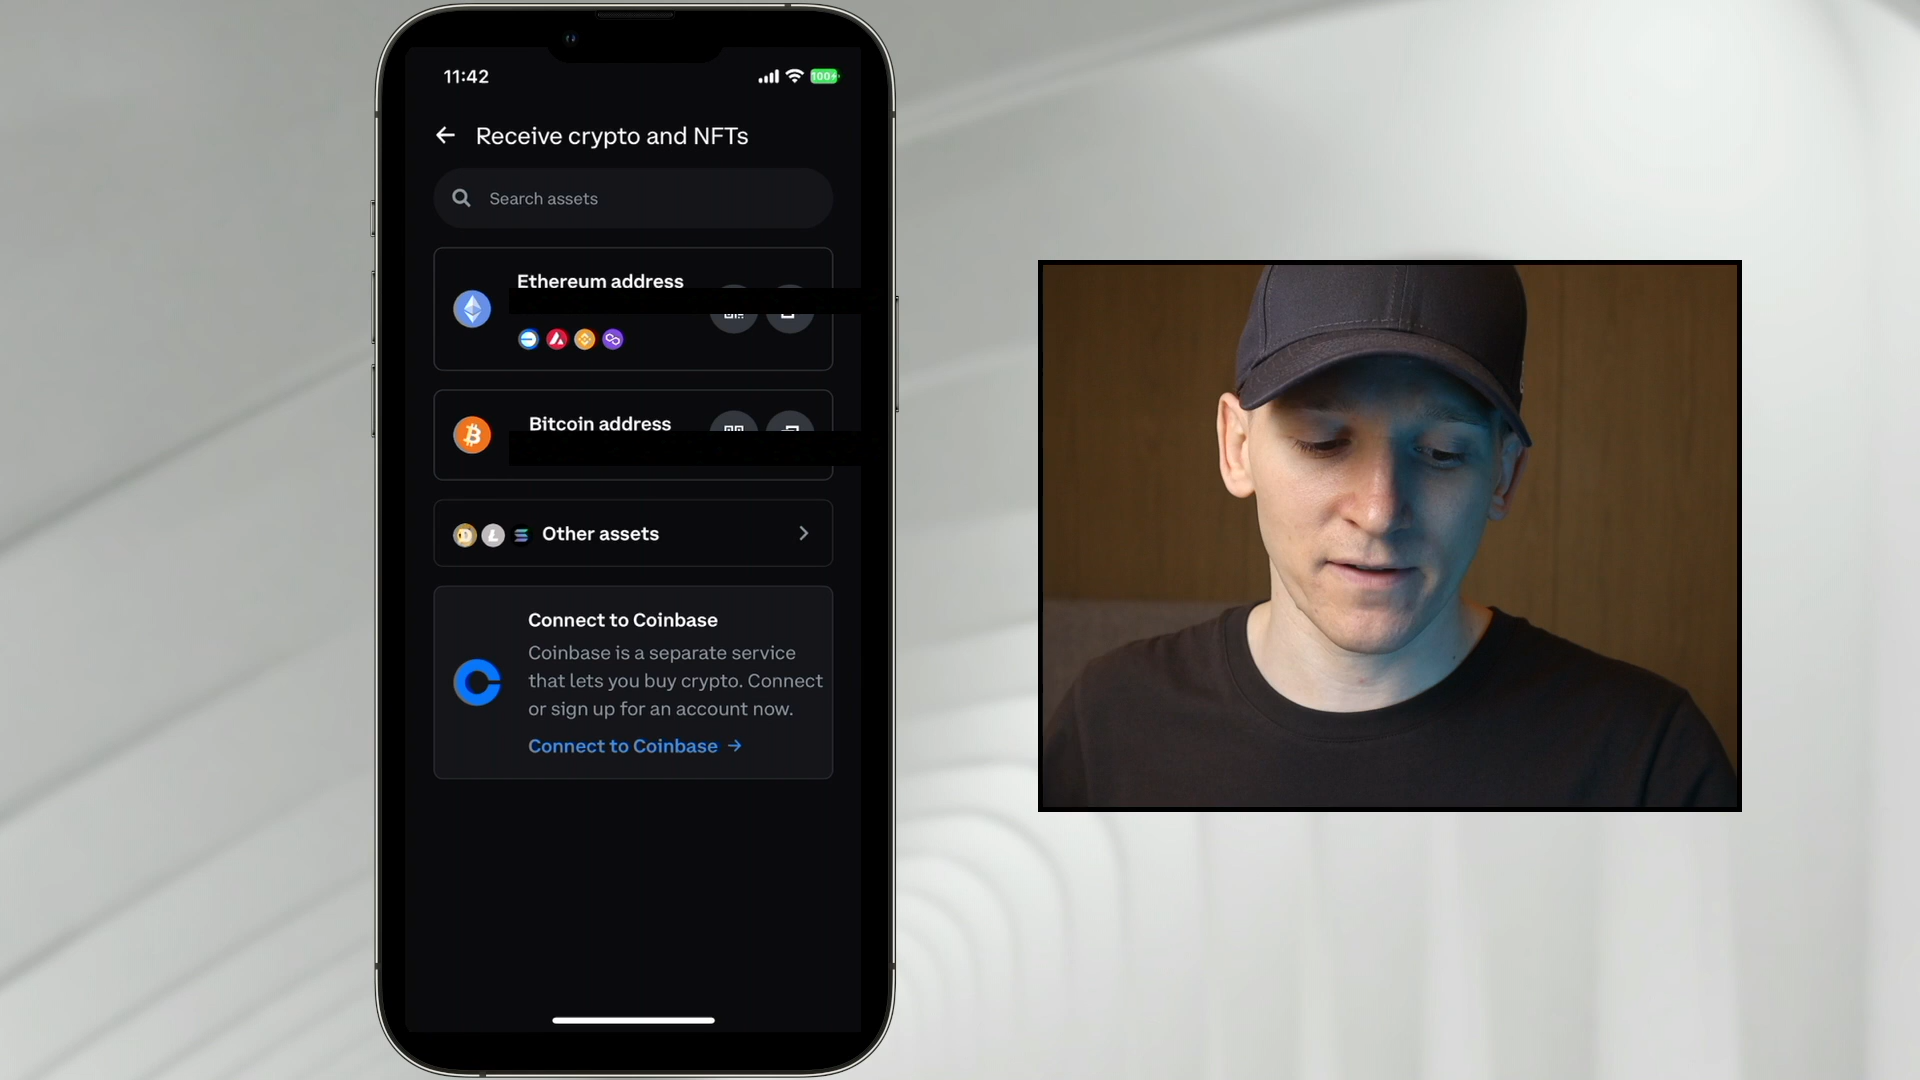 11:42
100
Receive crypto and NFTs
Search assets
Ethereum address
Bitcoin address
Other assets
Connect to Coinbase
Coinbase is a separate service
that lets you buy crypto. Connect
or sign up for an account now.
Connect to Coinbase